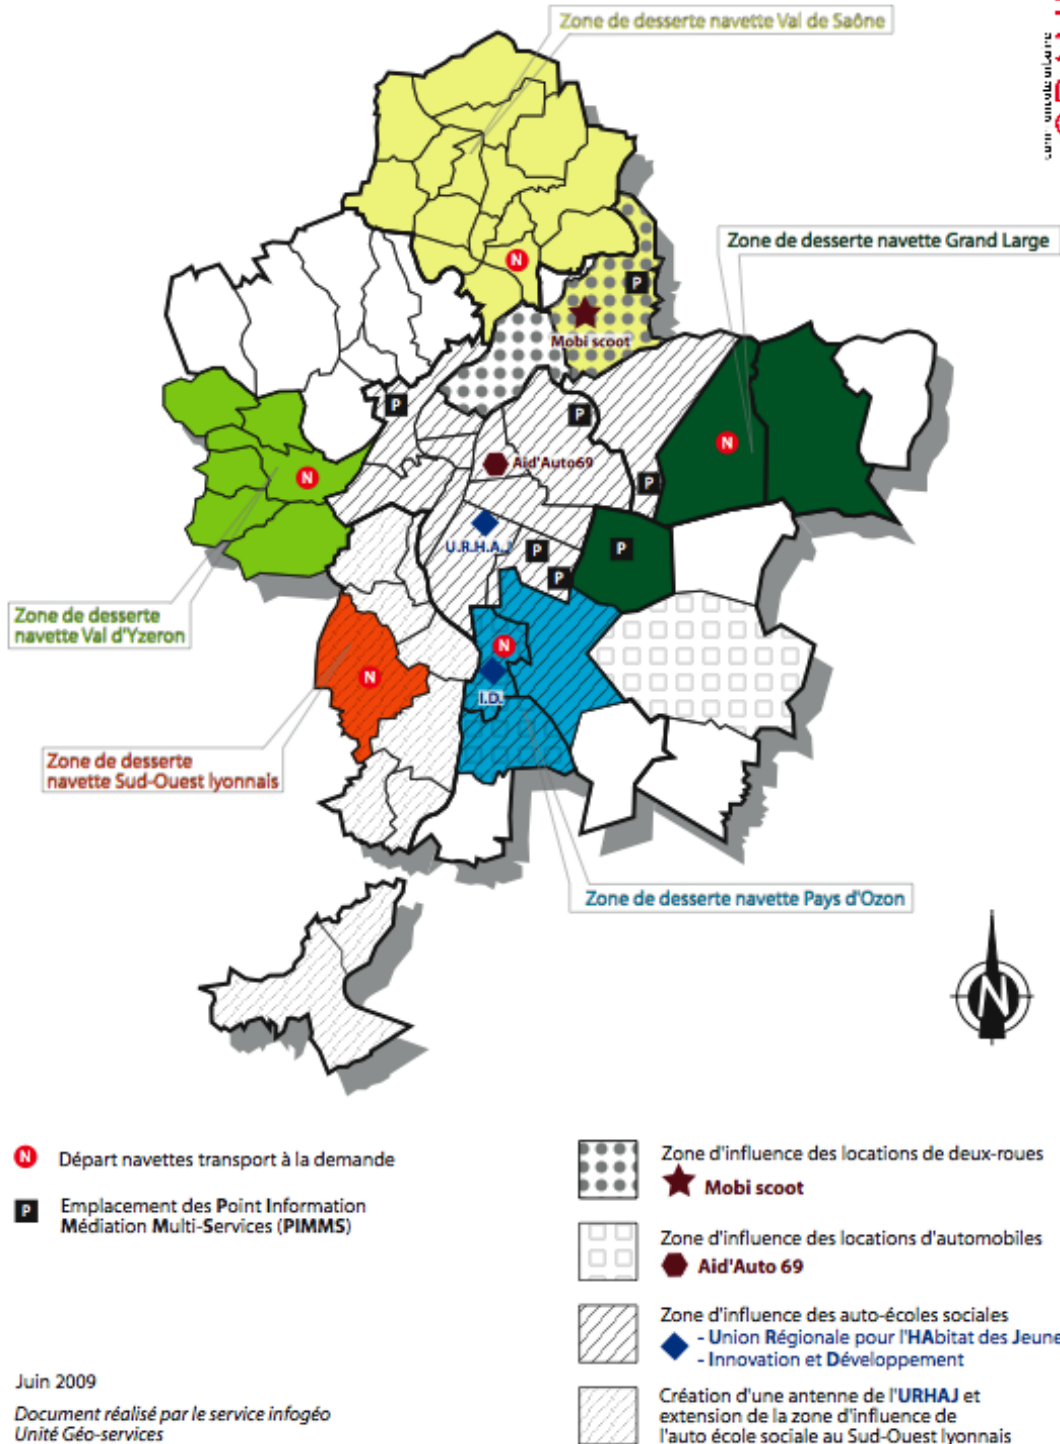 Zone de desserte navette Val de Saône
Zone de desserte navette Grand Large
N
P
Mobi scoot
P
P
N
Aid'Auto69
P
N
U.R.H.A.J
P
P
P
Zone de desserte
navette Val d'Yzeron
N
N
I.D.
Zone de desserte
navette Sud-Ouest lyonnais
Zone de desserte navette Pays d'Ozon
N
N Départ navettes transport à la demande
P Emplacement des Point Information
Médiation Multi-Services (PIMMS)
Zone d'influence des locations de deux-roues
Mobi scoot
Zone d'influence des locations d'automobiles
Aid'Auto 69
Zone d'influence des auto-écoles sociales
- Union Régionale pour l'HAbitat des Jeune
- Innovation et Développement
Création d'une antenne de l'URHAJ et
extension de la zone d'influence de
l'auto école sociale au Sud-Ouest lyonnais
Juin 2009
Document réalisé par le service infogéo
Unité Géo-services